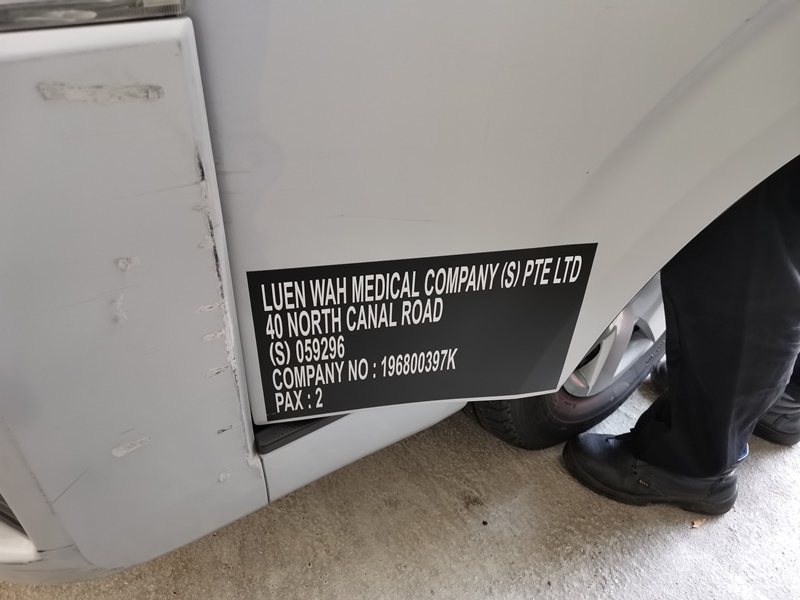 LUEN WAH MEDICAL COMPANY (S) PTE LTD
40 NORTH CANAL ROAD
(S) 059296
COMPANY NO : 196800397K
PAX : 2